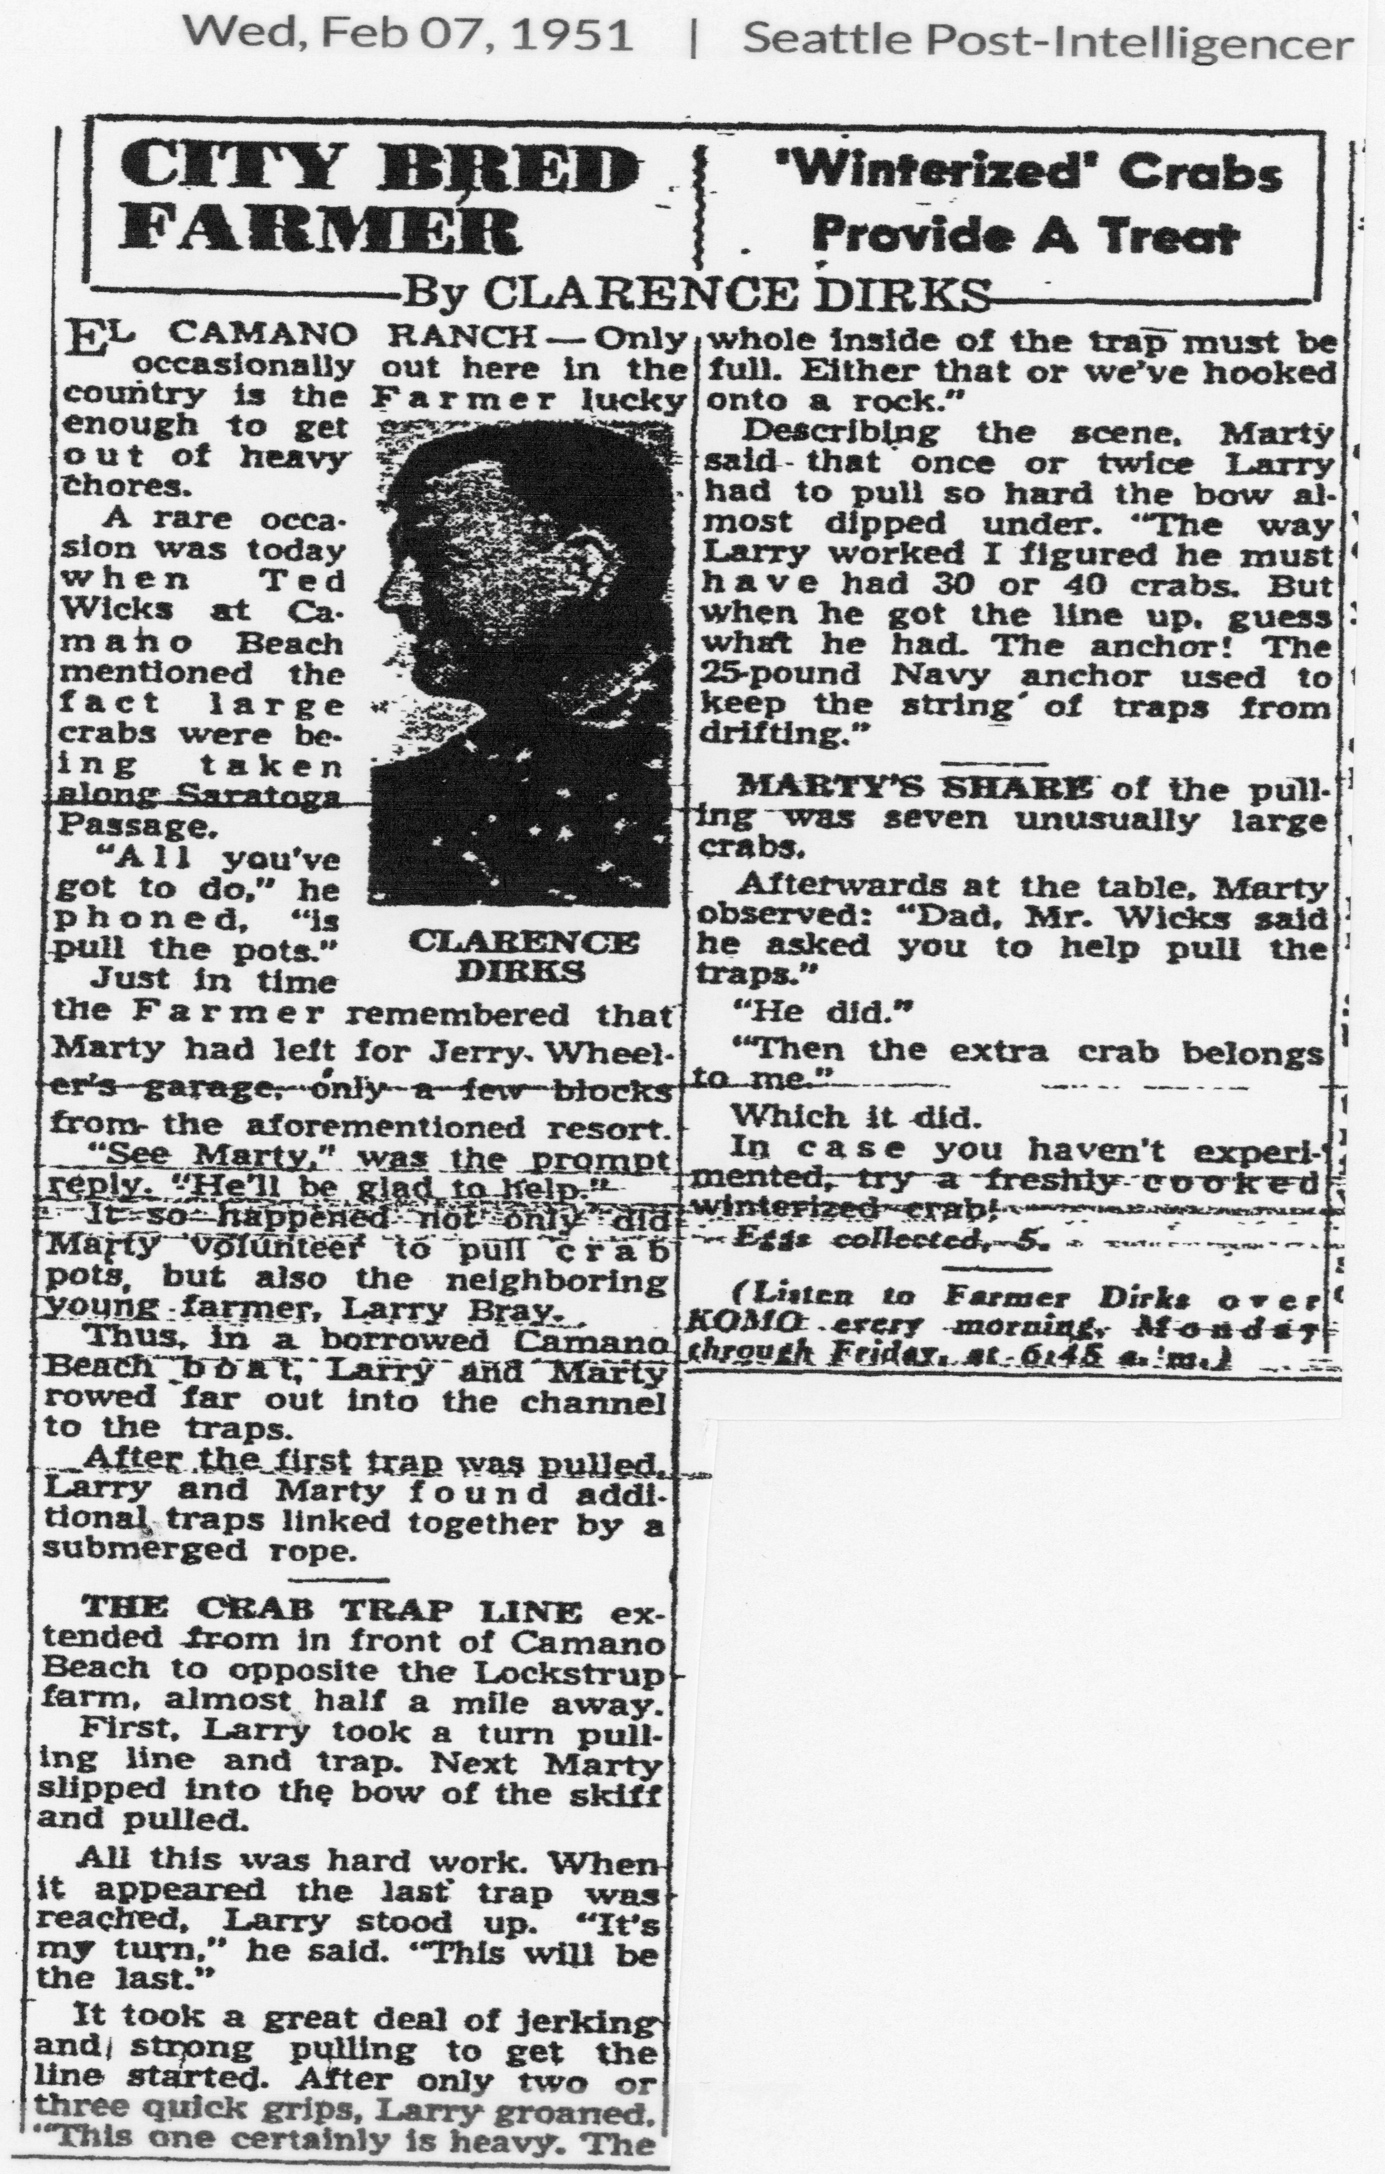 Wed, Feb 07, 1951 | Seattle Post-Intelligencer
CITY BRED
FARMER
'Winterized' Crabs
Provide A Treat
By CLARENCE DIRKS
EL CAMANO RANCH — Only
occasionally out here in the
country is the Farmer lucky
enough to get
out of heavy
chores.
A rare occa-
sion was today
when Ted
Wicks at Ca-
mano Beach
mentioned the
fact large
crabs were be-
ing taken
along Saratoga
Passage.
"All you've
got to do," he
phoned, "is
pull the pots."
Just in time
CLARENCE
DIRKS
the Farmer remembered that
Marty had left for Jerry Wheel-
er's garage, only a few blocks
from the aforementioned resort.
"See Marty," was the prompt
reply. "He'll be glad to help."
It so happened not only did
Marty volunteer to pull crab
pots, but also the neighboring
young farmer, Larry Bray.
Thus, in a borrowed Camano
Beach boat, Larry and Marty
rowed far out into the channel
to the traps.
After the first trap was pulled,
Larry and Marty found addi-
tional traps linked together by a
submerged rope.
THE CRAB TRAP LINE ex-
tended from in front of Camano
Beach to opposite the Lockstrup
farm, almost half a mile away.
First, Larry took a turn pull-
ing line and trap. Next Marty
slipped into the bow of the skiff
and pulled.
All this was hard work. When
it appeared the last trap was
reached, Larry stood up. "It's
my turn," he said. "This will be
the last."
It took a great deal of jerking
and strong pulling to get the
line started. After only two or
three quick grips, Larry groaned.
"This one certainly is heavy. The
whole inside of the trap must be
full. Either that or we've hooked
onto a rock."
Describing the scene, Marty
said that once or twice Larry
had to pull so hard the bow al-
most dipped under. "The way
Larry worked I figured he must
have had 30 or 40 crabs. But
when he got the line up, guess
what he had. The anchor! The
25-pound Navy anchor used to
keep the string of traps from
drifting."
MARTY'S SHARE of the pull-
ing was seven unusually large
crabs.
Afterwards at the table, Marty
observed: "Dad, Mr. Wicks said
he asked you to help pull the
traps."
"He did."
"Then the extra crab belongs
to me."
Which it did.
In case you haven't experi-
mented, try a freshly cooked
winterized crab!
Eggs collected, 5.
(Listen to Farmer Dirks over
KOMO every morning, Monday
through Friday, at 6:45 a. m.)